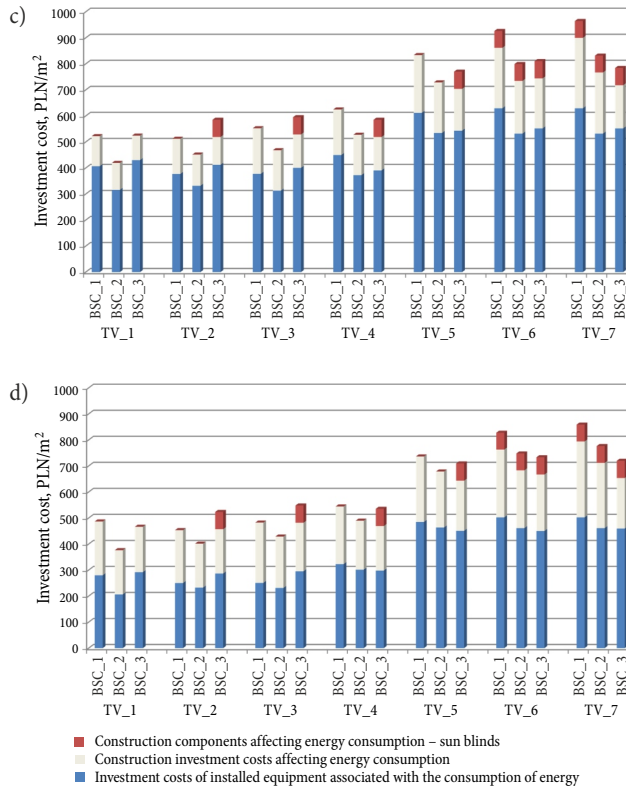 c)
Investment cost, PLN/m²
1000
900
800
700
600
500
400
300
200
100
0
BSC_1 BSC_2 BSC_3 BSC_1 BSC_2 BSC_3 BSC_1 BSC_2 BSC_3 BSC_1 BSC_2 BSC_3 BSC_1 BSC_2 BSC_3 BSC_1 BSC_2 BSC_3 BSC_1 BSC_2 BSC_3
TV_1 TV_2 TV_3 TV_4 TV_5 TV_6 TV_7
d)
Investment cost, PLN/m²
1000
900
800
700
600
500
400
300
200
100
0
BSC_1 BSC_2 BSC_3 BSC_1 BSC_2 BSC_3 BSC_1 BSC_2 BSC_3 BSC_1 BSC_2 BSC_3 BSC_1 BSC_2 BSC_3 BSC_1 BSC_2 BSC_3 BSC_1 BSC_2 BSC_3
TV_1 TV_2 TV_3 TV_4 TV_5 TV_6 TV_7
Construction components affecting energy consumption – sun blinds
Construction investment costs affecting energy consumption
Investment costs of installed equipment associated with the consumption of energy